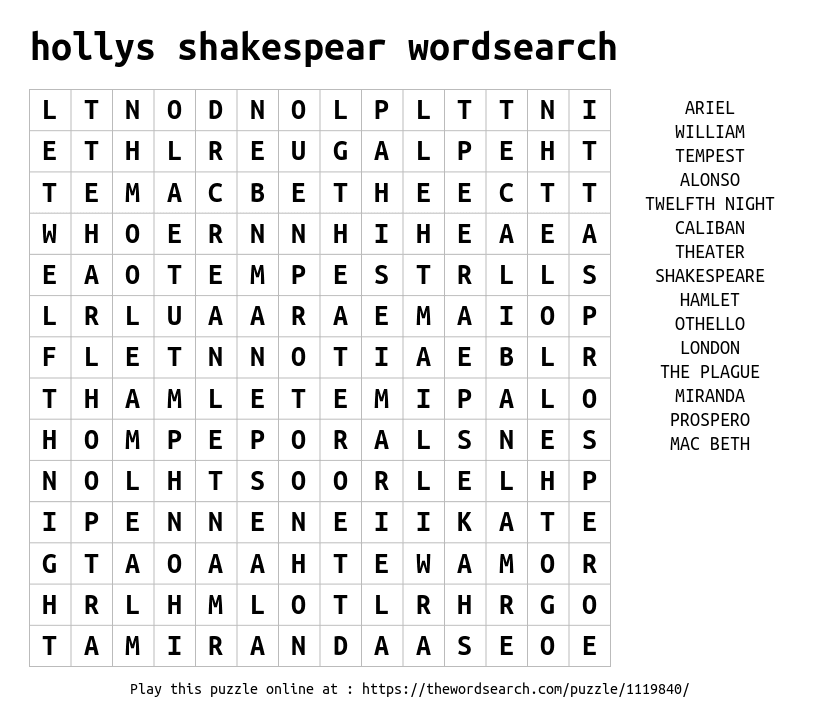 hollys shakespear wordsearch
L T N O D N O L P L T T N I
E T H L R E U G A L P E H T
T E M A C B E T H E E C T T
W H O E R N N H I H E A E A
E A O T E M P E S T R L L S
L R L U A A R A E M A I O P
F L E T N N O T I A E B L R
T H A M L E T E M I P A L O
H O M P E P O R A L S N E S
N O L H T S O O R L E L H P
I P E N N E N E I I K A T E
G T A O A A H T E W A M O R
H R L H M L O T L R H R G O
T A M I R A N D A A S E O E
ARIEL
WILLIAM
TEMPEST
ALONSO
TWELFTH NIGHT
CALIBAN
THEATER
SHAKESPEARE
HAMLET
OTHELLO
LONDON
THE PLAGUE
MIRANDA
PROSPERO
MAC BETH
Play this puzzle online at : https://thewordsearch.com/puzzle/1119840/